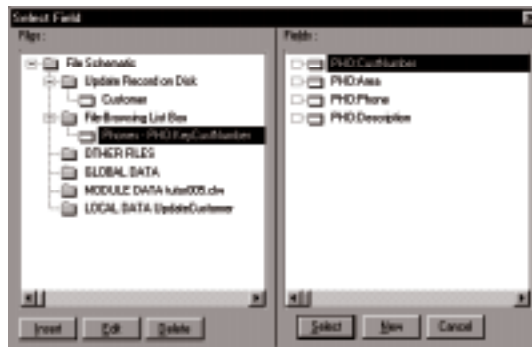 Select Field
Files:
File Schematic
Update Record on Disk
Customer
File-Browsing List Box
Phones - PHO:KeyCustNumber
OTHER FILES
GLOBAL DATA
MODULE DATA tutor005.clw
LOCAL DATA UpdateCustomer
Insert Edit Delete
Fields:
PHO:CustNumber
PHO:Area
PHO:Phone
PHO:Description
Select New Cancel